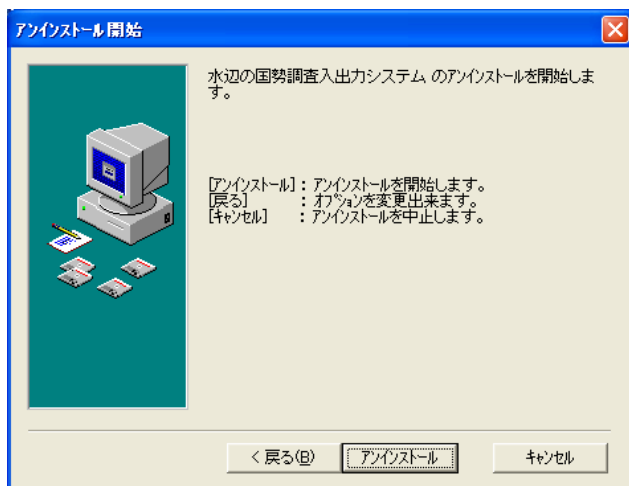 アンインストール開始
水辺の国勢調査入出力システム のアンインストールを開始しま
す。
[アンインストール]：アンインストールを開始します。
[戻る]　　　：オプションを変更出来ます。
[キャンセル]　：アンインストールを中止します。
< 戻る(B)　アンインストール　キャンセル